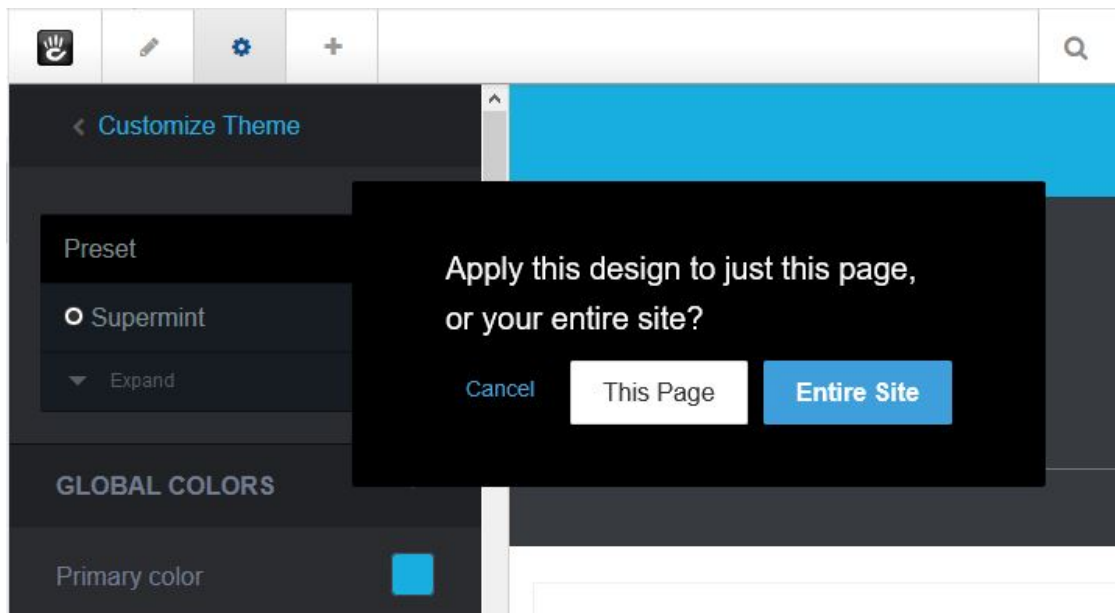 Customize Theme
Preset
Supermint
Expand
Apply this design to just this page,
or your entire site?
Cancel
This Page
Entire Site
GLOBAL COLORS
Primary color